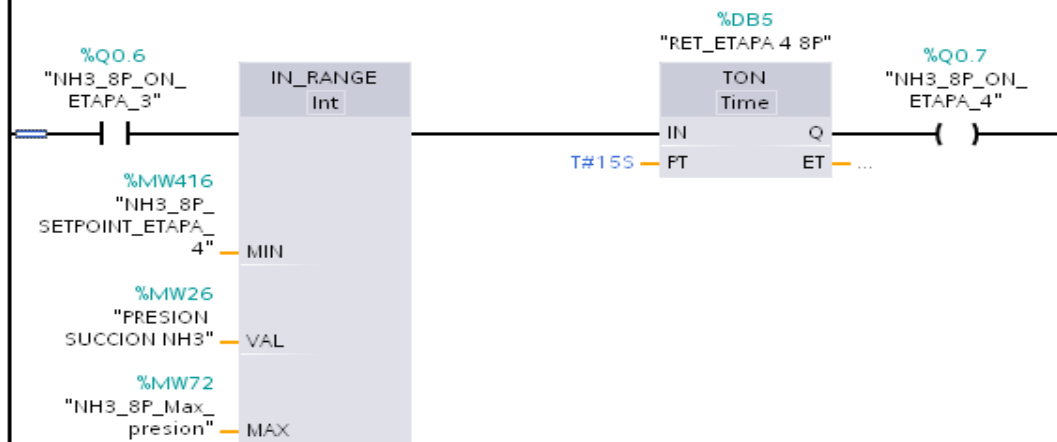 %DB5
"RET_ETAPA 4 8P"
%Q0.6
"NH3_8P_ON_
ETAPA_3"
IN_RANGE
Int
TON
Time
%Q0.7
"NH3_8P_ON_
ETAPA_4"
IN
Q
T#15S
PT
ET
...
%MW416
"NH3_8P_
SETPOINT_ETAPA_
4"
MIN
%MW26
"PRESION
SUCCION NH3"
VAL
%MW72
"NH3_8P_Max_
presion"
MAX